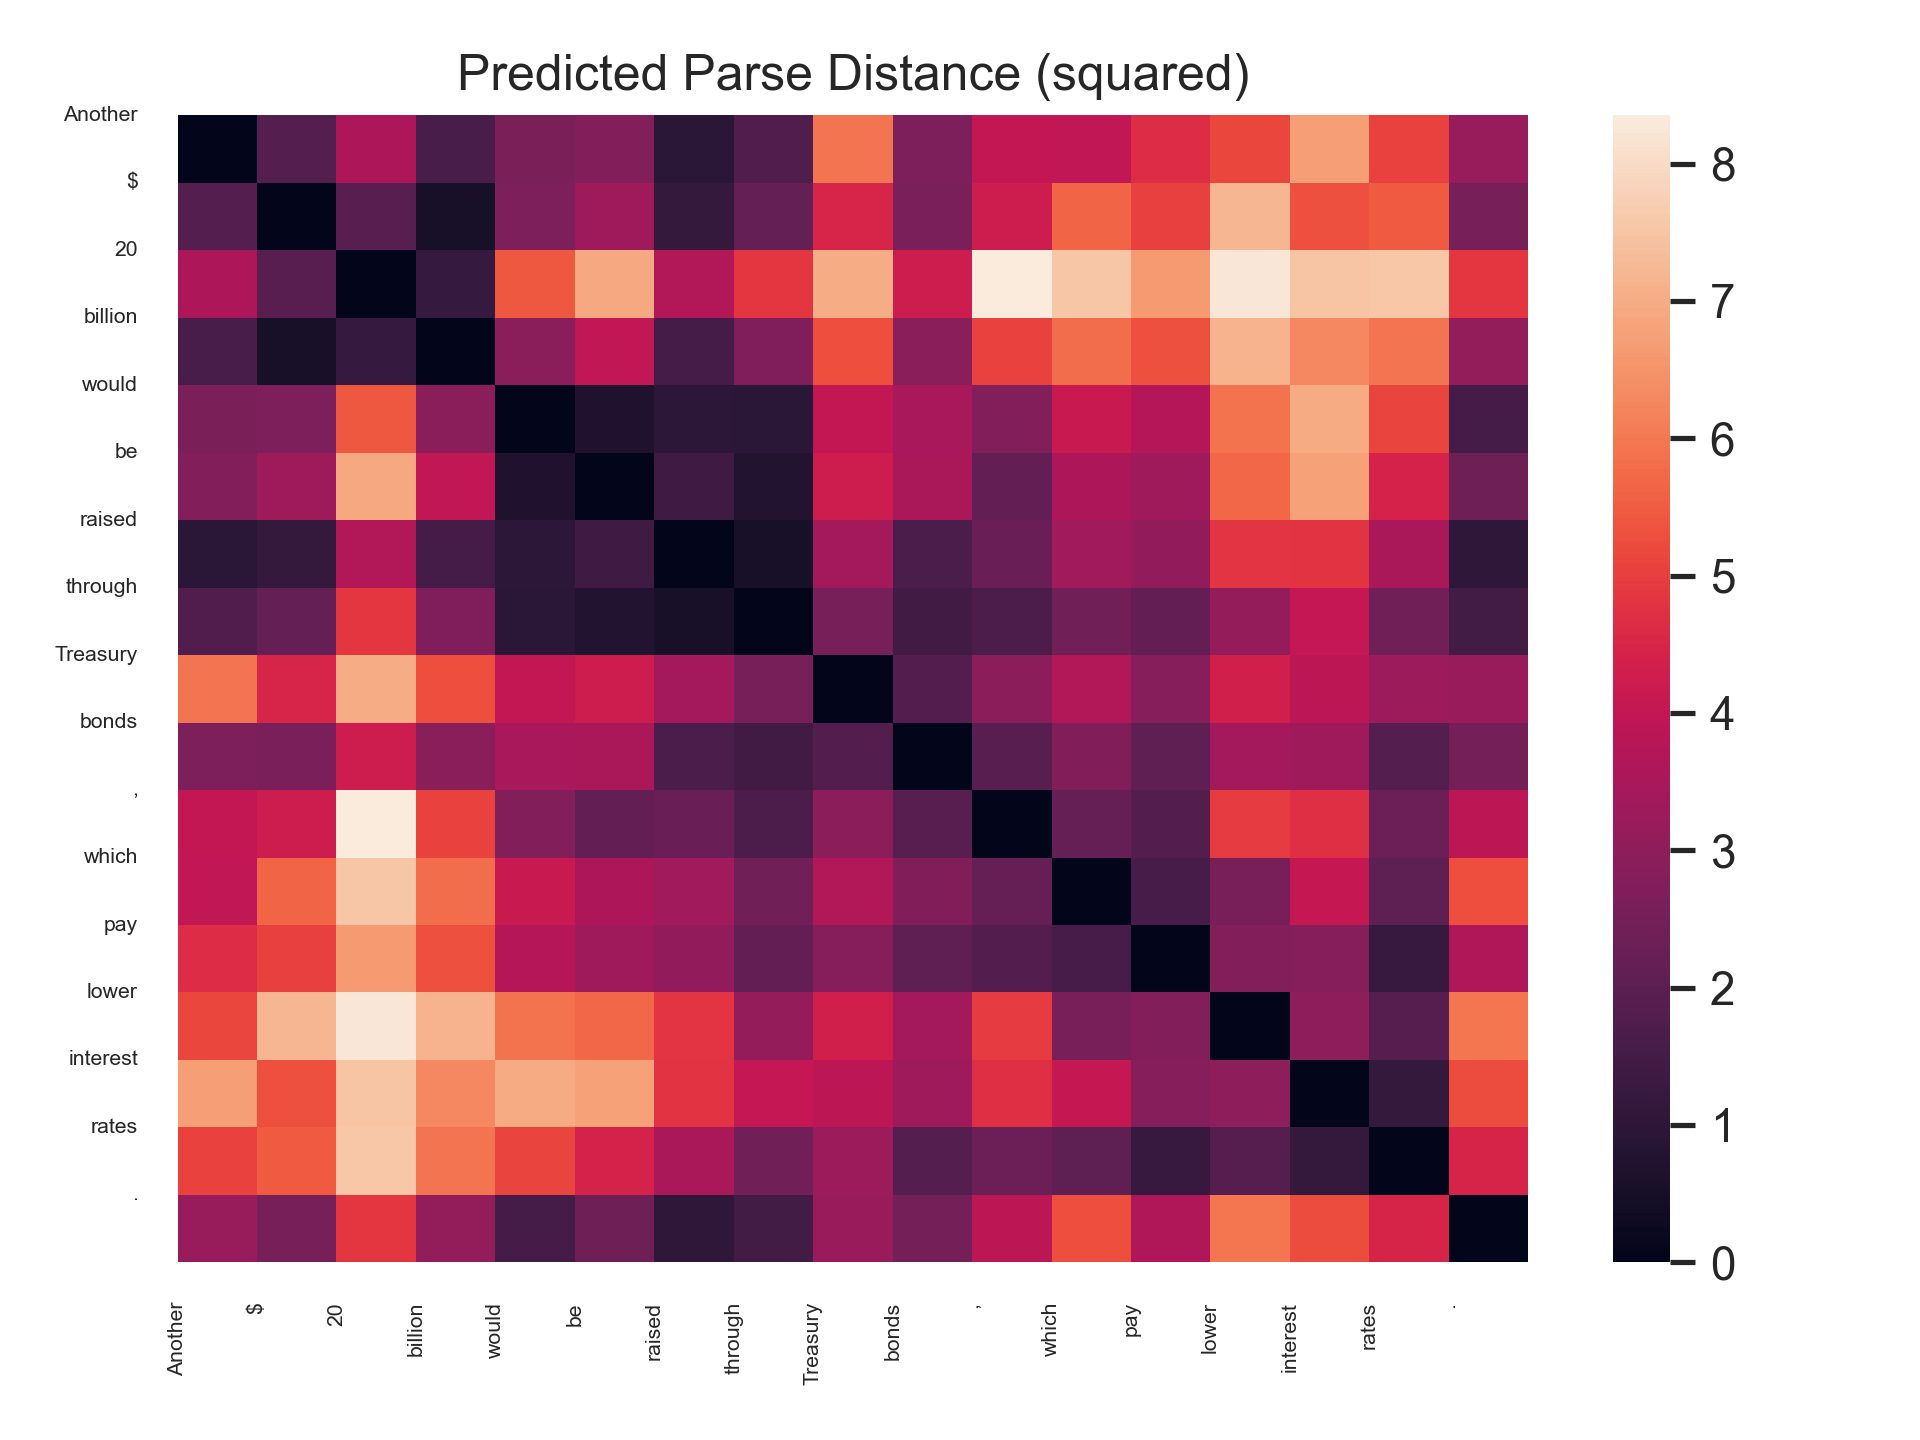 Predicted Parse Distance (squared)
Another
$
20
billion
would
be
raised
through
Treasury
bonds
,
which
pay
lower
interest
rates
.
8
7
6
5
4
3
2
1
0
Another
$
20
billion
would
be
raised
through
Treasury
bonds
,
which
pay
lower
interest
rates
.